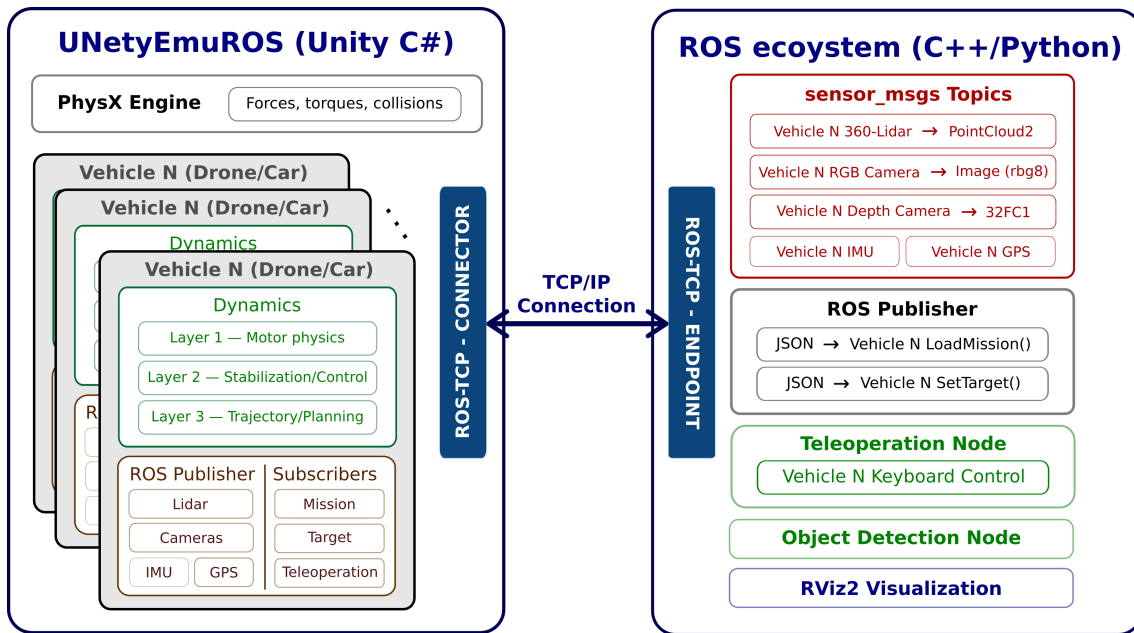 UNetyEmuROS (Unity C#)
PhysX Engine
Forces, torques, collisions
Vehicle N (Drone/Car)
Vehicle N (Drone/Car)
Dynamics
R
Vehicle N (Drone/Car)
Dynamics
Layer 1 — Motor physics
Layer 2 — Stabilization/Control
Layer 3 — Trajectory/Planning
ROS Publisher
Subscribers
Lidar
Mission
Cameras
Target
IMU
GPS
Teleoperation
ROS-TCP - CONNECTOR
TCP/IP
Connection
ROS-TCP - ENDPOINT
ROS ecoystem (C++/Python)
sensor_msgs Topics
Vehicle N 360-Lidar → PointCloud2
Vehicle N RGB Camera → Image (rbg8)
Vehicle N Depth Camera → 32FC1
Vehicle N IMU
Vehicle N GPS
ROS Publisher
JSON → Vehicle N LoadMission()
JSON → Vehicle N SetTarget()
Teleoperation Node
Vehicle N Keyboard Control
Object Detection Node
RViz2 Visualization